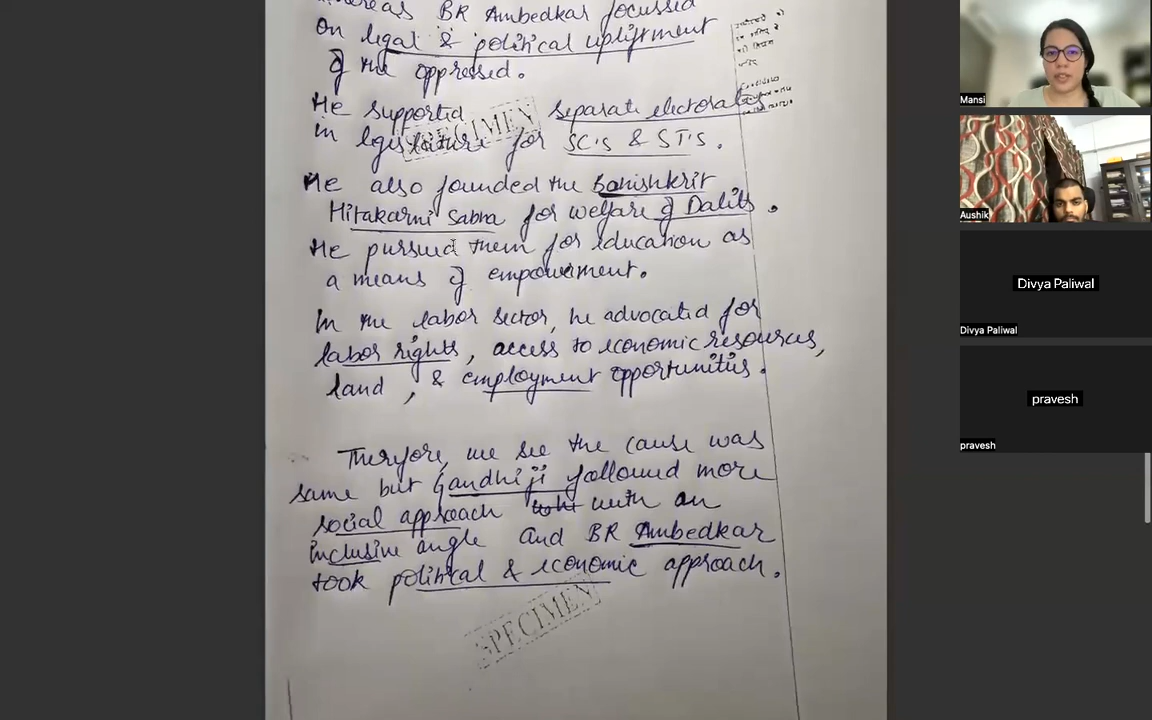 whereas BR Ambedkar focussed
on legal & political upliftment
of the oppressed.
He supported separate electorates
in legislature for SC's & ST's.
SPECIMEN
He also founded the Banishkrit
Hitakarni Sabha for welfare of Dalits.
He pursued them for education as
a means of empowerment.
In the labor sector, he advocated for
labor rights, access to economic resources,
land, & employment opportunities.
Therefore, we see the cause was
same but Gandhiji followed more
social approach with an
inclusive angle and BR Ambedkar
took political & economic approach.
SPECIMEN
Mansi
Aushik
Divya Paliwal
Divya Paliwal
pravesh
pravesh